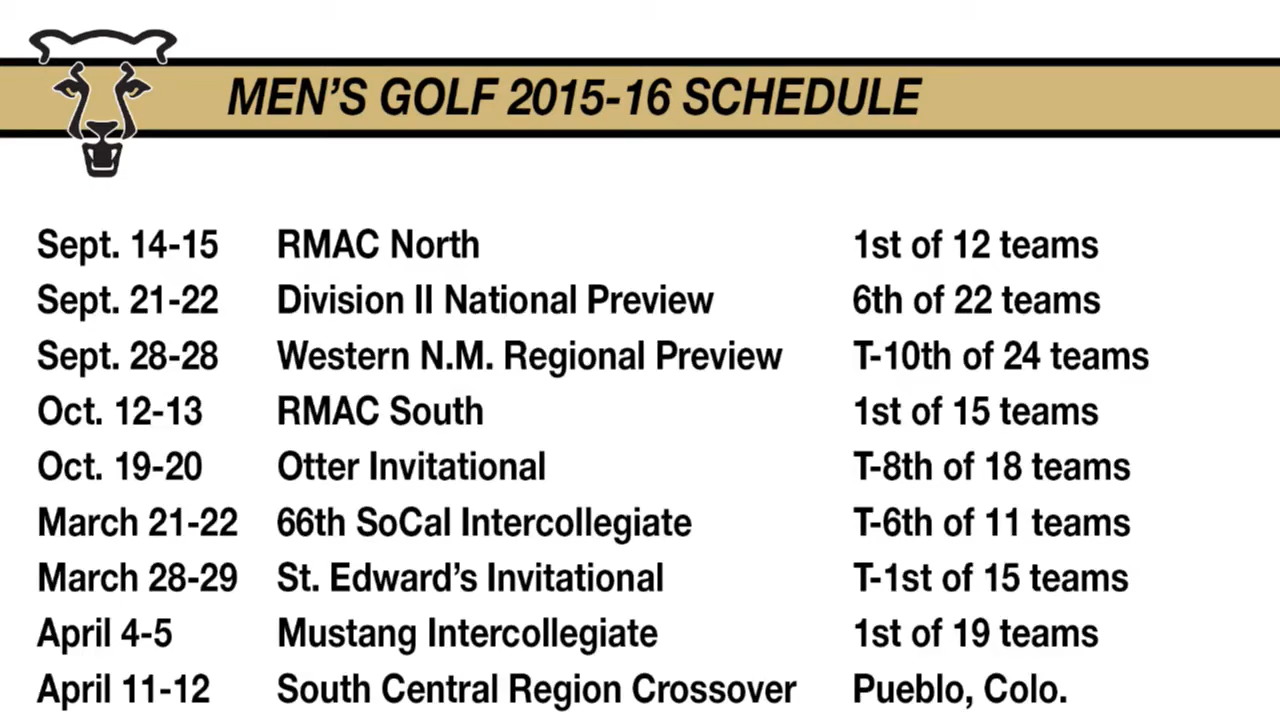 MEN'S GOLF 2015-16 SCHEDULE
Sept. 14-15 RMAC North 1st of 12 teams
Sept. 21-22 Division II National Preview 6th of 22 teams
Sept. 28-28 Western N.M. Regional Preview T-10th of 24 teams
Oct. 12-13 RMAC South 1st of 15 teams
Oct. 19-20 Otter Invitational T-8th of 18 teams
March 21-22 66th SoCal Intercollegiate T-6th of 11 teams
March 28-29 St. Edward's Invitational T-1st of 15 teams
April 4-5 Mustang Intercollegiate 1st of 19 teams
April 11-12 South Central Region Crossover Pueblo, Colo.